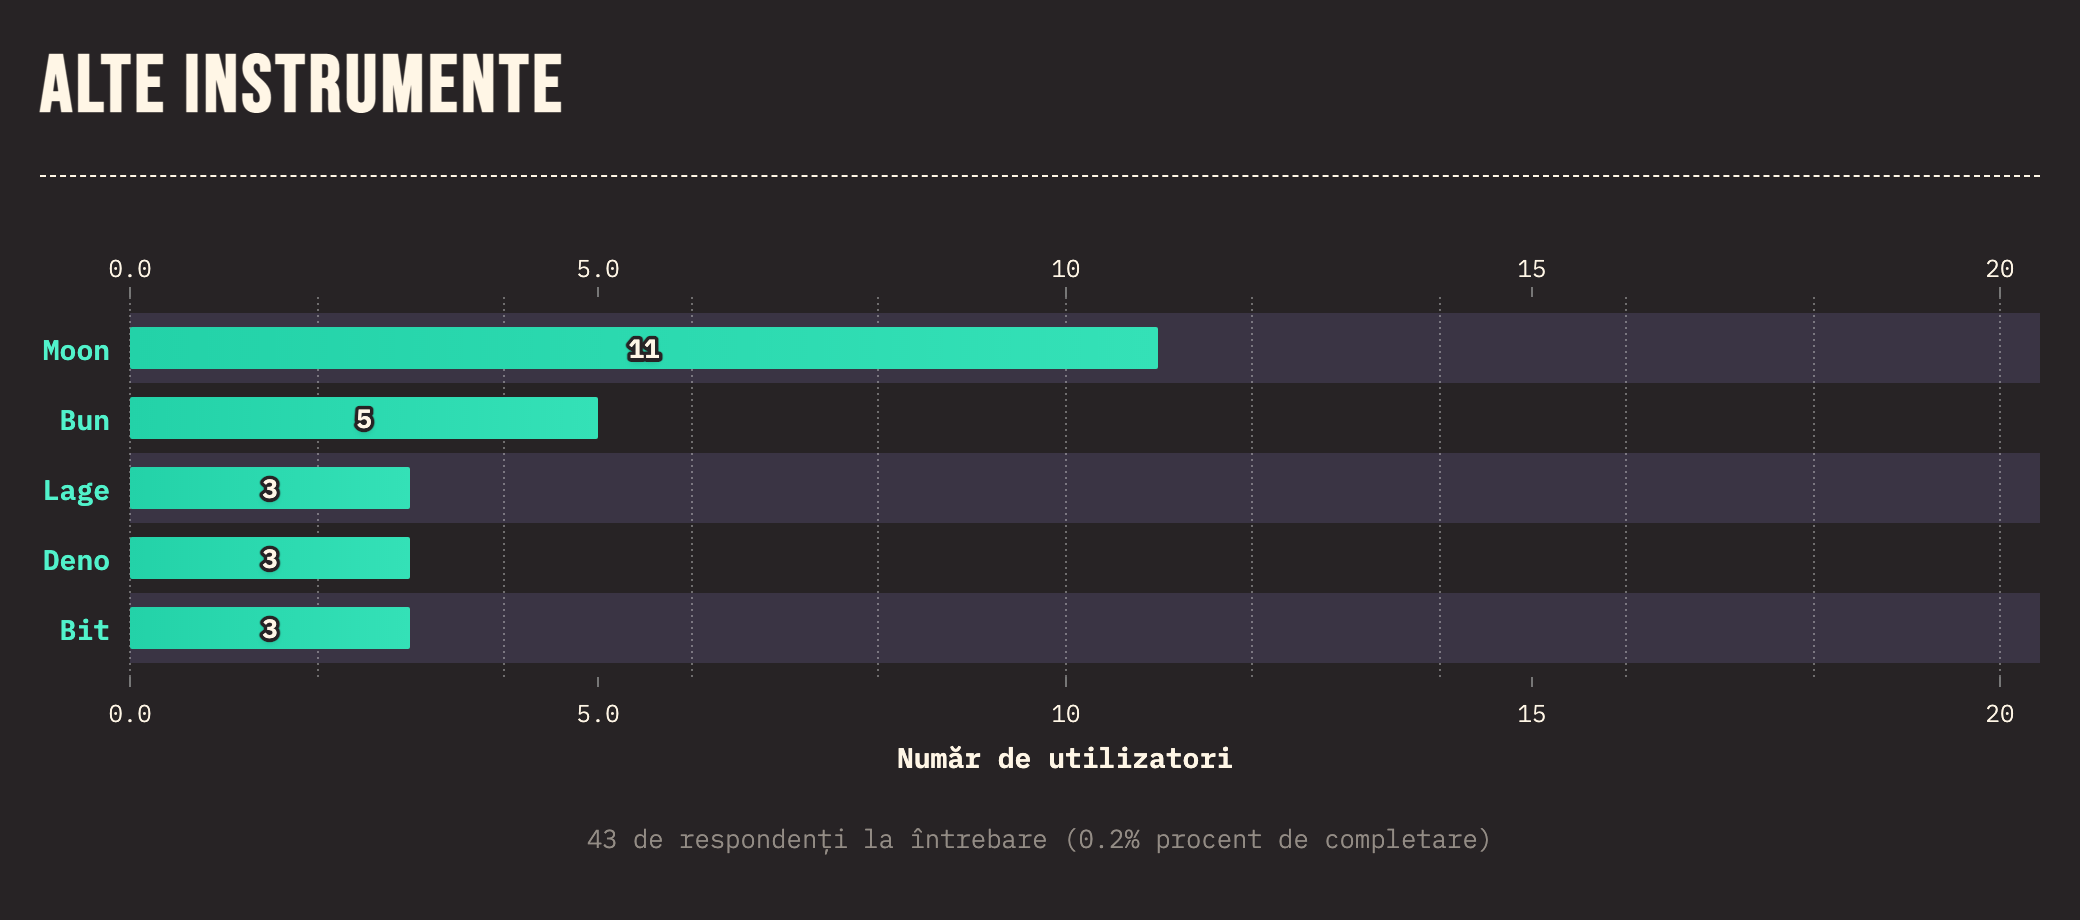 ALTE INSTRUMENTE
0.0 5.0 10 15 20
Moon 11
Bun 5
Lage 3
Deno 3
Bit 3
0.0 5.0 10 15 20
Număr de utilizatori
43 de respondenți la întrebare (0.2% procent de completare)